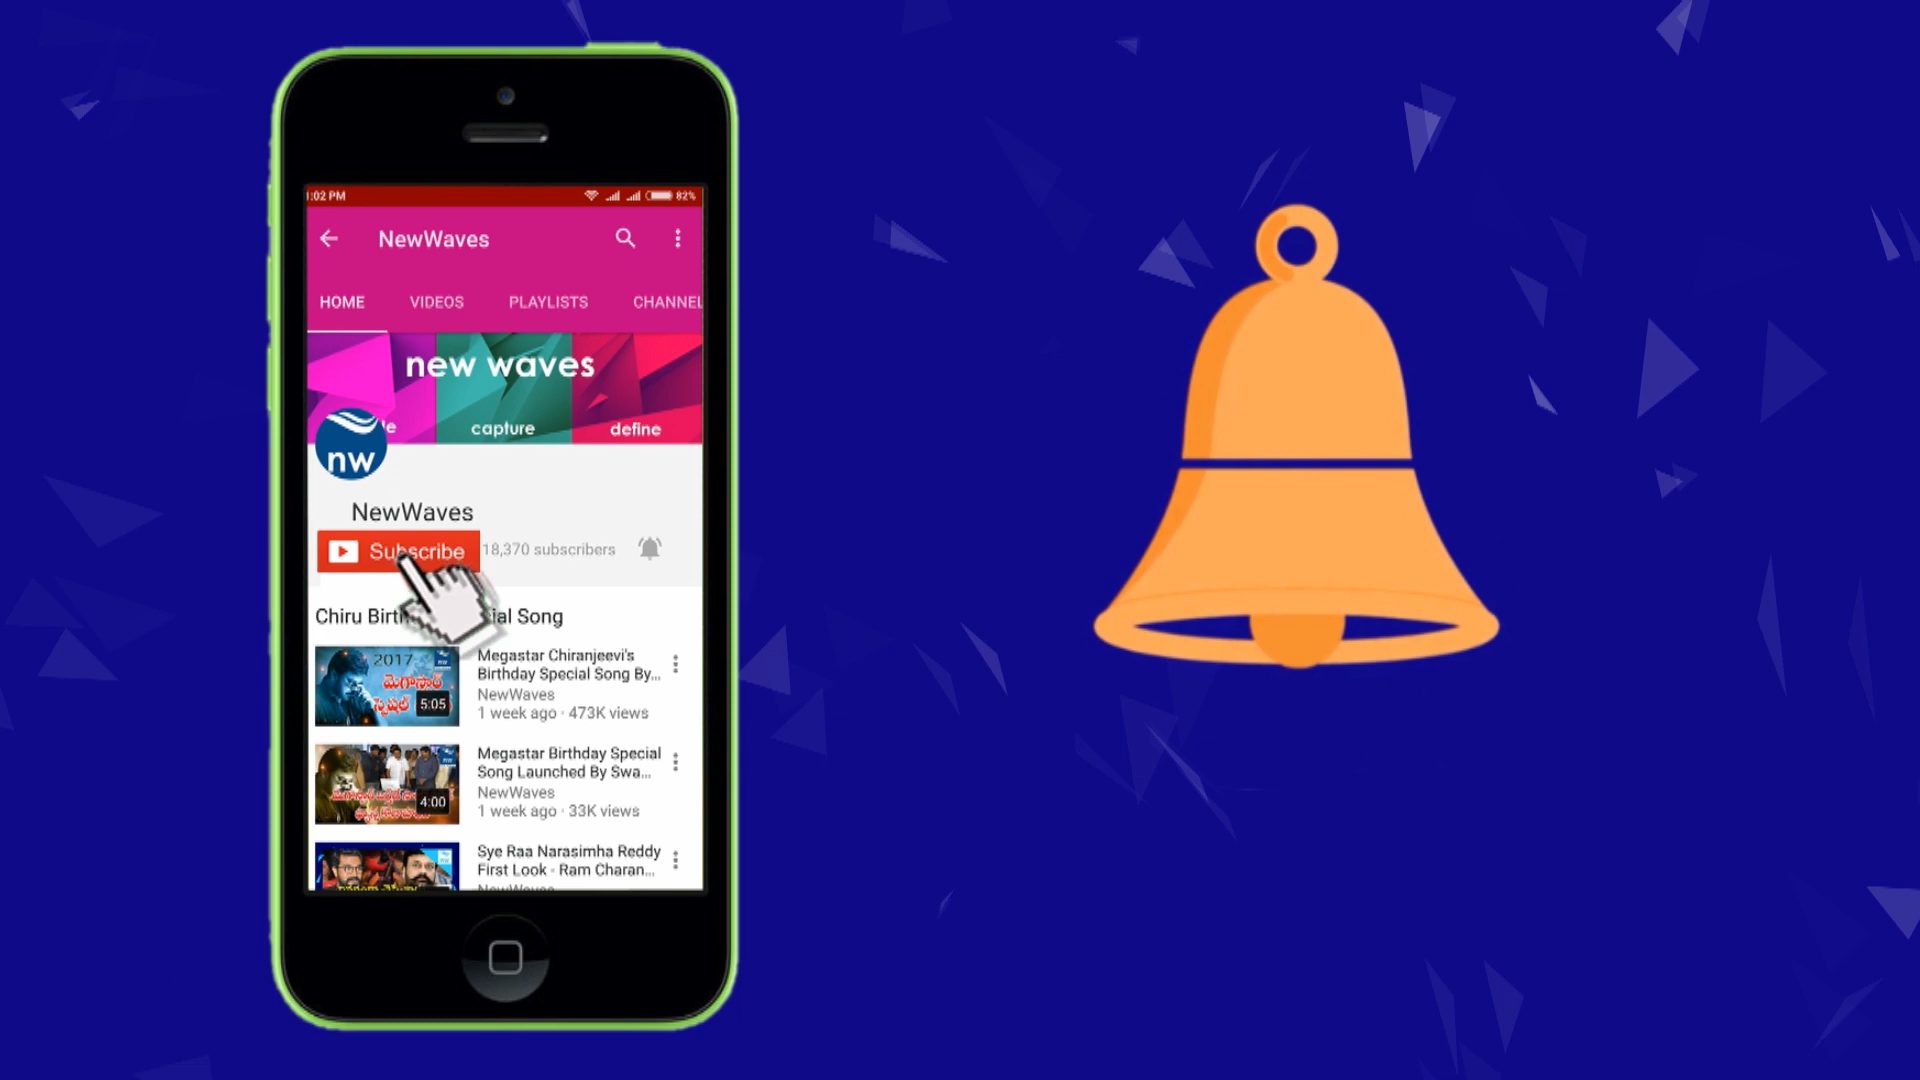 1:02 PM
82%
NewWaves
HOME VIDEOS PLAYLISTS CHANNEL
new waves
le capture define
nw
NewWaves
Subscribe 18,370 subscribers
Chiru Birth ial Song
2017
మెగాస్టార్
స్పెషల్
5:05
Megastar Chiranjeevi's
Birthday Special Song By...
NewWaves
1 week ago · 473K views
4:00
Megastar Birthday Special
Song Launched By Swa...
NewWaves
1 week ago · 33K views
Sye Raa Narasimha Reddy
First Look - Ram Charan...
NewWaves